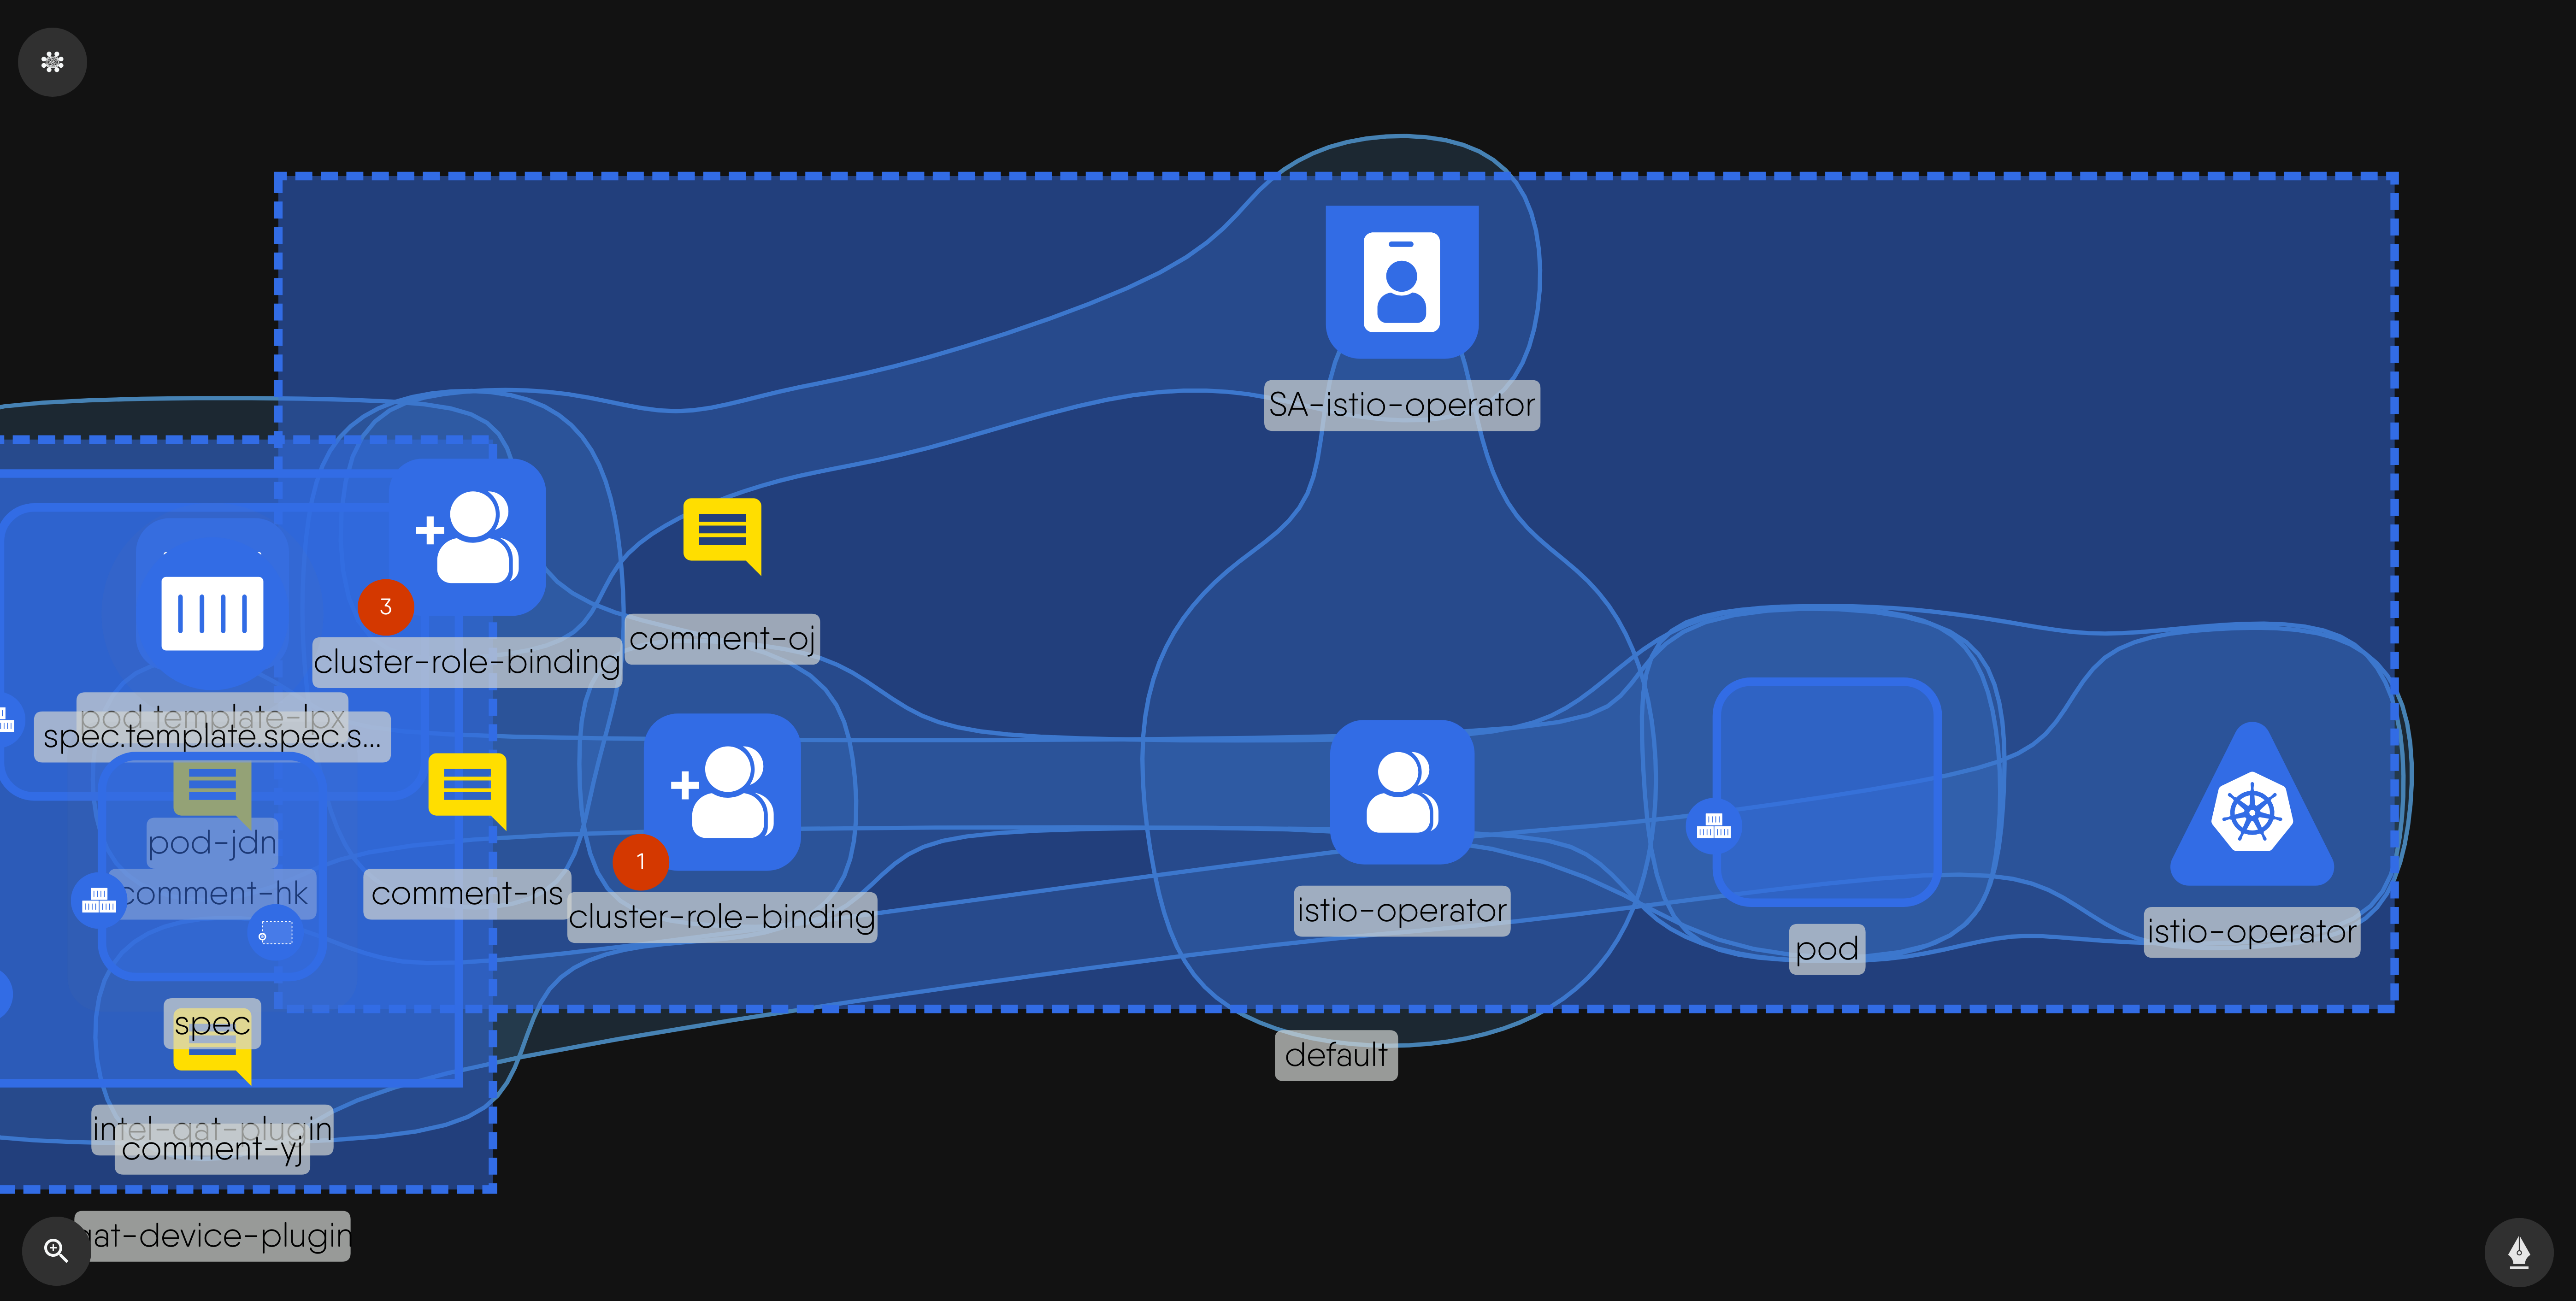 SA-istio-operator
3
cluster-role-binding
comment-oj
pod.template-lpx
spec.template.spec.s...
pod-jdn
comment-hk
comment-ns
1
cluster-role-binding
istio-operator
pod
istio-operator
spec
default
intel-qat-plugin
comment-yj
qat-device-plugin